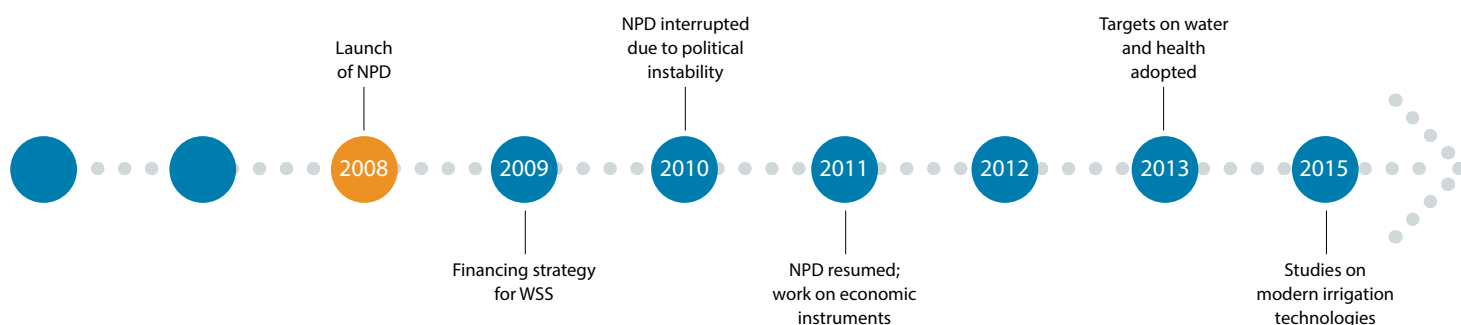 Launch
of NPD
NPD interrupted
due to political
instability
Targets on water
and health
adopted
2008
2009
2010
2011
2012
2013
2015
Financing strategy
for WSS
NPD resumed;
work on economic
instruments
Studies on
modern irrigation
technologies